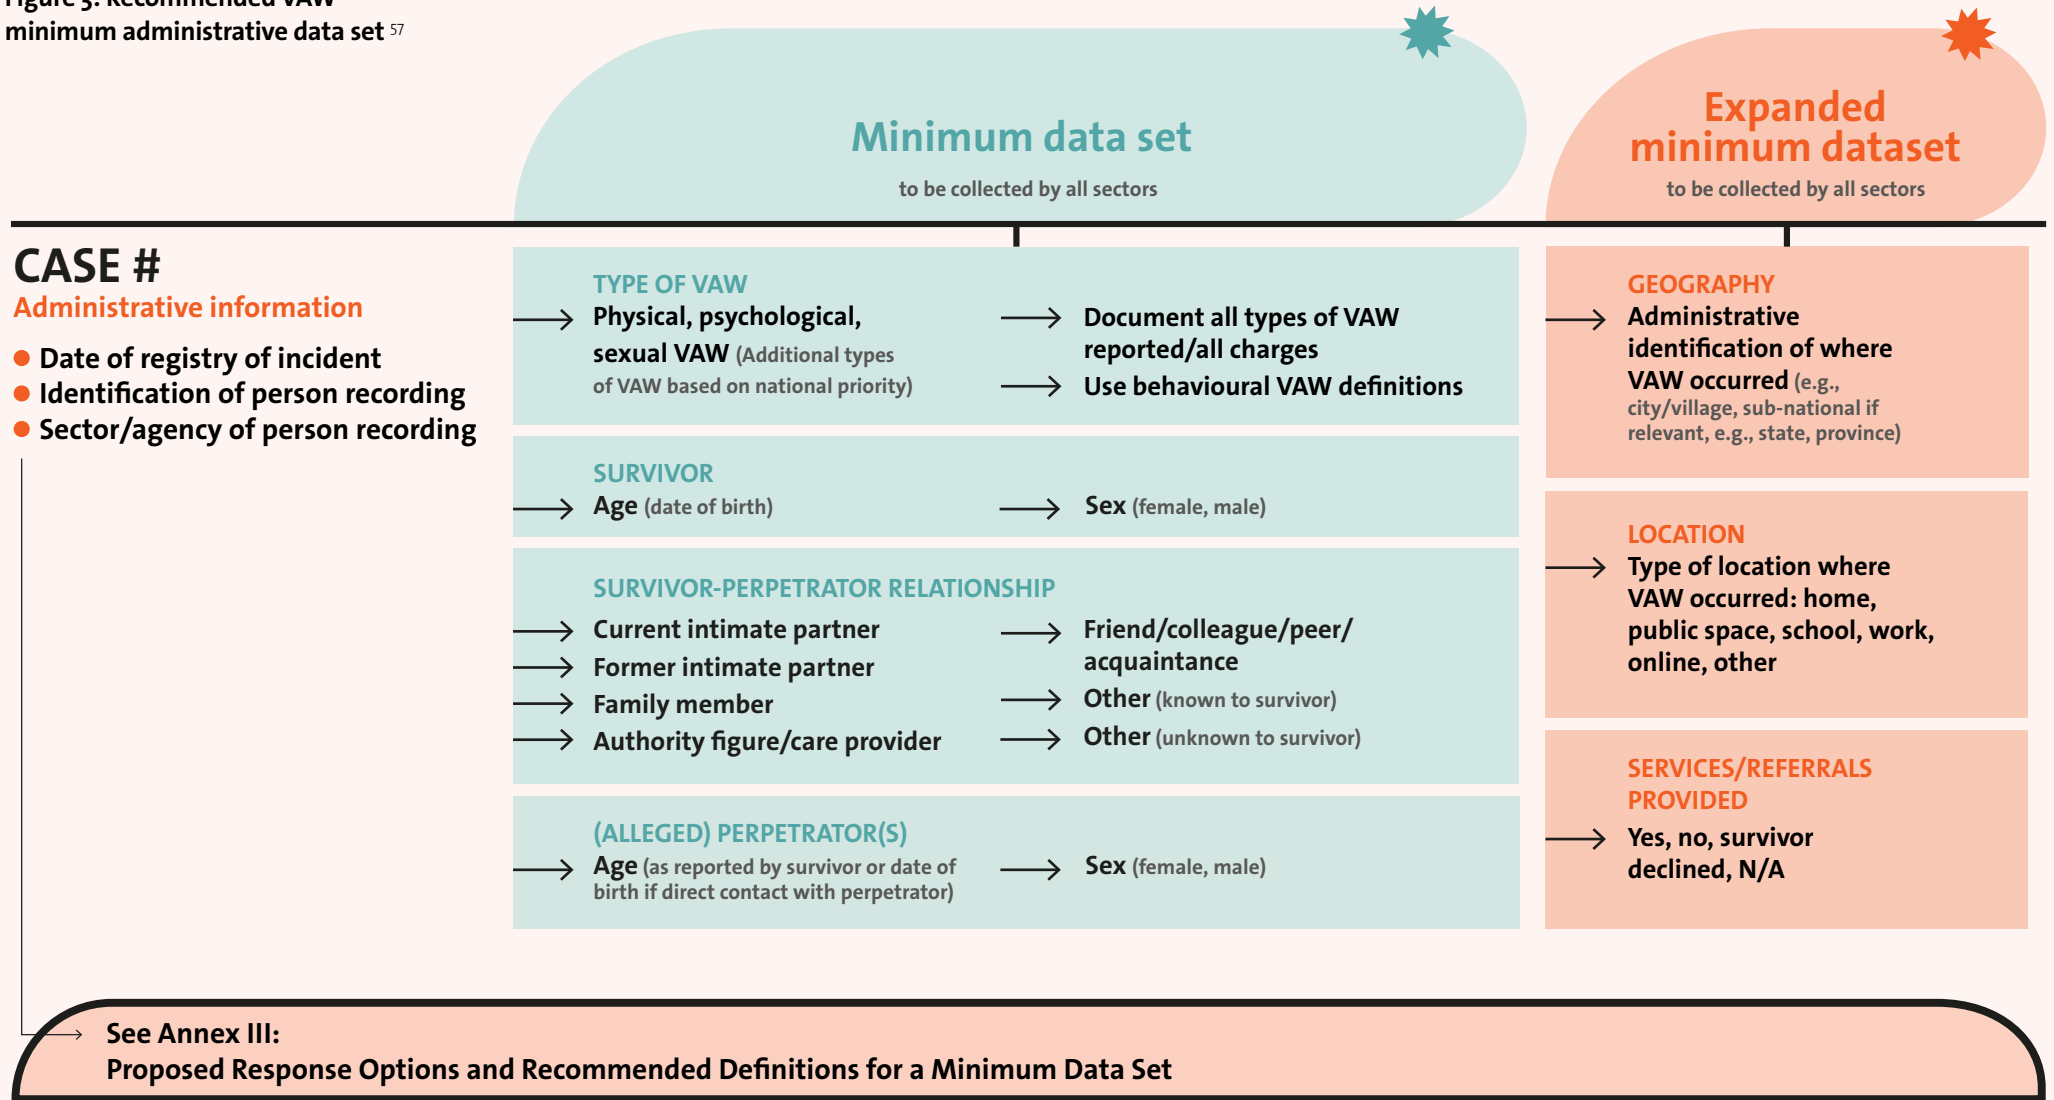 Figure 5: Recommended VAW
minimum administrative data set 57
Minimum data set
to be collected by all sectors
Expanded
minimum dataset
to be collected by all sectors
CASE #
Administrative information
Date of registry of incident
Identification of person recording
Sector/agency of person recording
TYPE OF VAW
Physical, psychological,
sexual VAW (Additional types
of VAW based on national priority)
Document all types of VAW
reported/all charges
Use behavioural VAW definitions
SURVIVOR
Age (date of birth)
Sex (female, male)
SURVIVOR-PERPETRATOR RELATIONSHIP
Current intimate partner
Former intimate partner
Family member
Authority figure/care provider
Friend/colleague/peer/
acquaintance
Other (known to survivor)
Other (unknown to survivor)
(ALLEGED) PERPETRATOR(S)
Age (as reported by survivor or date of
birth if direct contact with perpetrator)
Sex (female, male)
GEOGRAPHY
Administrative
identification of where
VAW occurred (e.g.,
city/village, sub-national if
relevant, e.g., state, province)
LOCATION
Type of location where
VAW occurred: home,
public space, school, work,
online, other
SERVICES/REFERRALS
PROVIDED
Yes, no, survivor
declined, N/A
See Annex III:
Proposed Response Options and Recommended Definitions for a Minimum Data Set